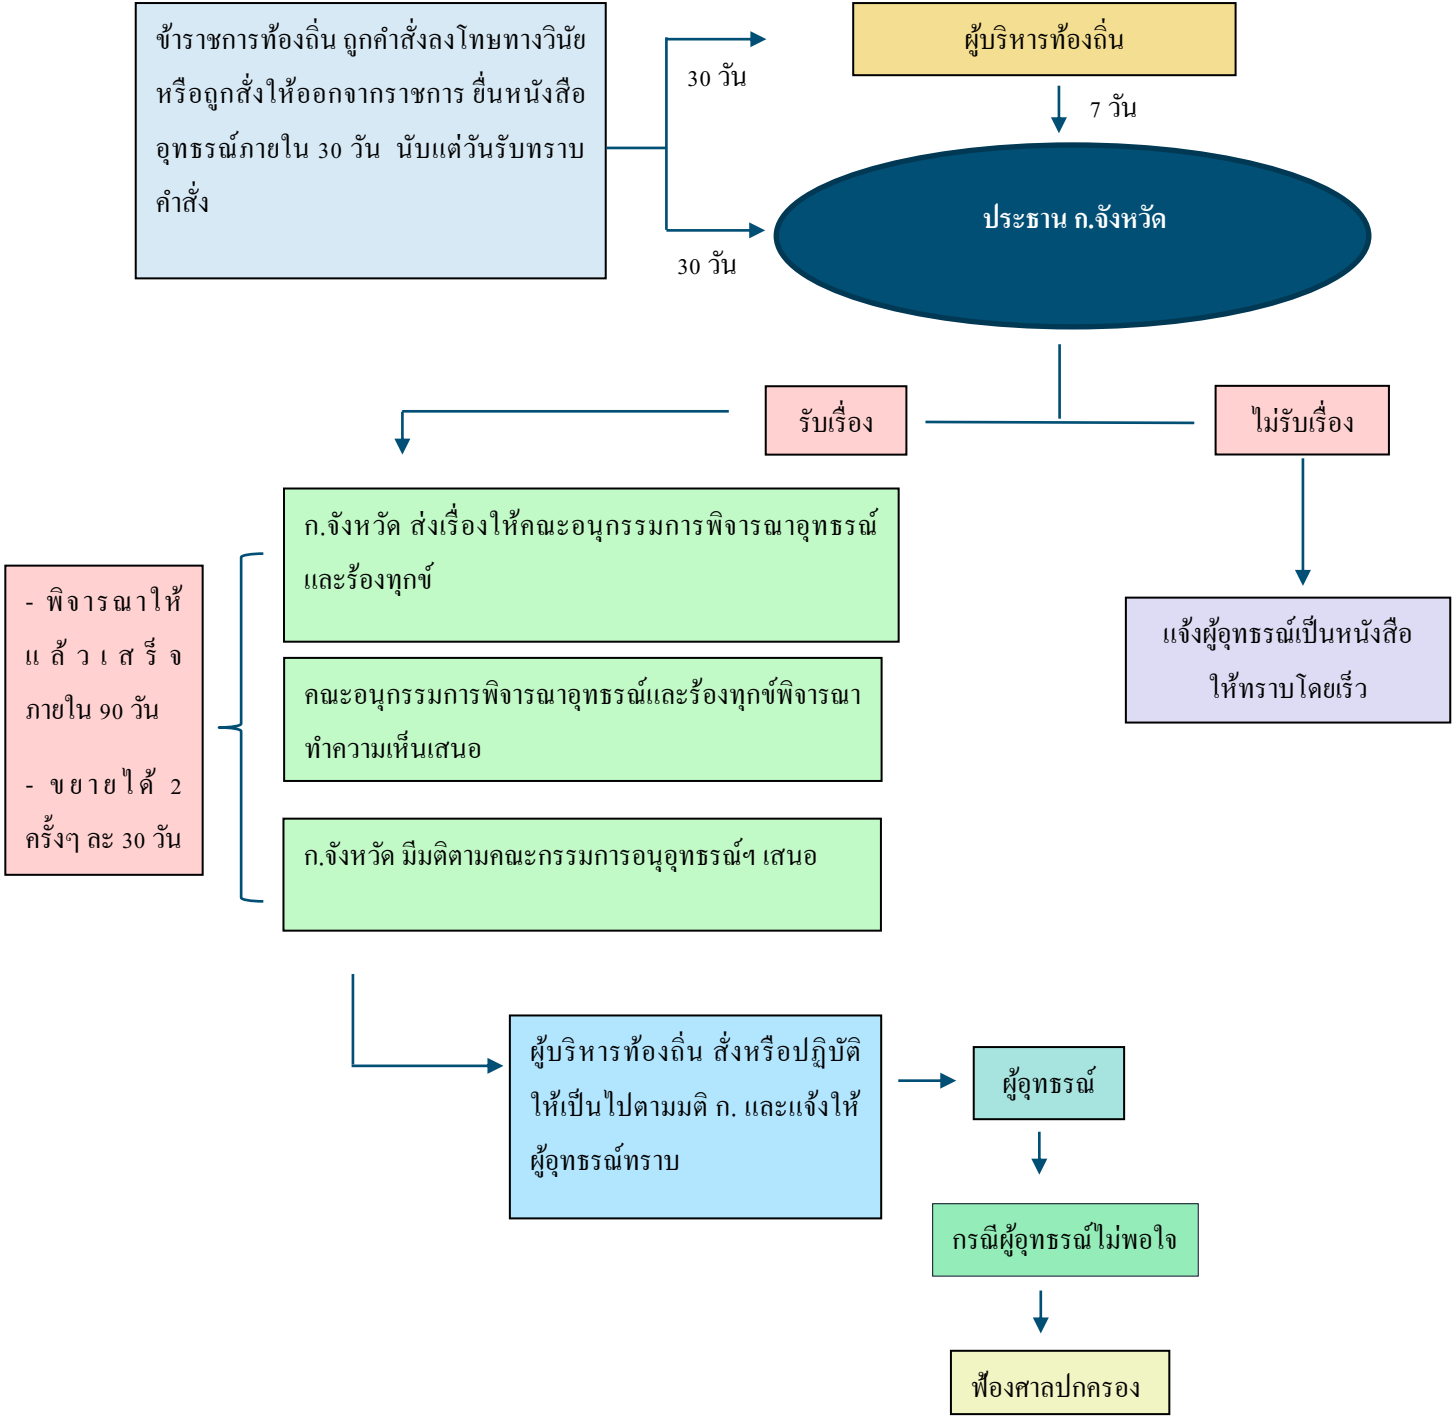 ข้าราชการท้องถิ่น ถูกคำสั่งลงโทษทางวินัย
หรือถูกสั่งให้ออกจากราชการ ยื่นหนังสือ
อุทธรณ์ภายใน 30 วัน นับแต่วันรับทราบ
คำสั่ง
30 วัน
30 วัน
ผู้บริหารท้องถิ่น
7 วัน
ประธาน ก.จังหวัด
รับเรื่อง
ไม่รับเรื่อง
ก.จังหวัด ส่งเรื่องให้คณะอนุกรรมการพิจารณาอุทธรณ์
และร้องทุกข์
แจ้งผู้อุทธรณ์เป็นหนังสือ
ให้ทราบโดยเร็ว
- พิจารณาให้
แล้วเสร็จ
ภายใน 90 วัน
- ขยายได้ 2
ครั้งๆ ละ 30 วัน
คณะอนุกรรมการพิจารณาอุทธรณ์และร้องทุกข์พิจารณา
ทำความเห็นเสนอ
ก.จังหวัด มีมติตามคณะกรรมการอนุอุทธรณ์ฯ เสนอ
ผู้บริหารท้องถิ่น สั่งหรือปฏิบัติ
ให้เป็นไปตามมติ ก. และแจ้งให้
ผู้อุทธรณ์ทราบ
ผู้อุทธรณ์
กรณีผู้อุทธรณ์ไม่พอใจ
ฟ้องศาลปกครอง